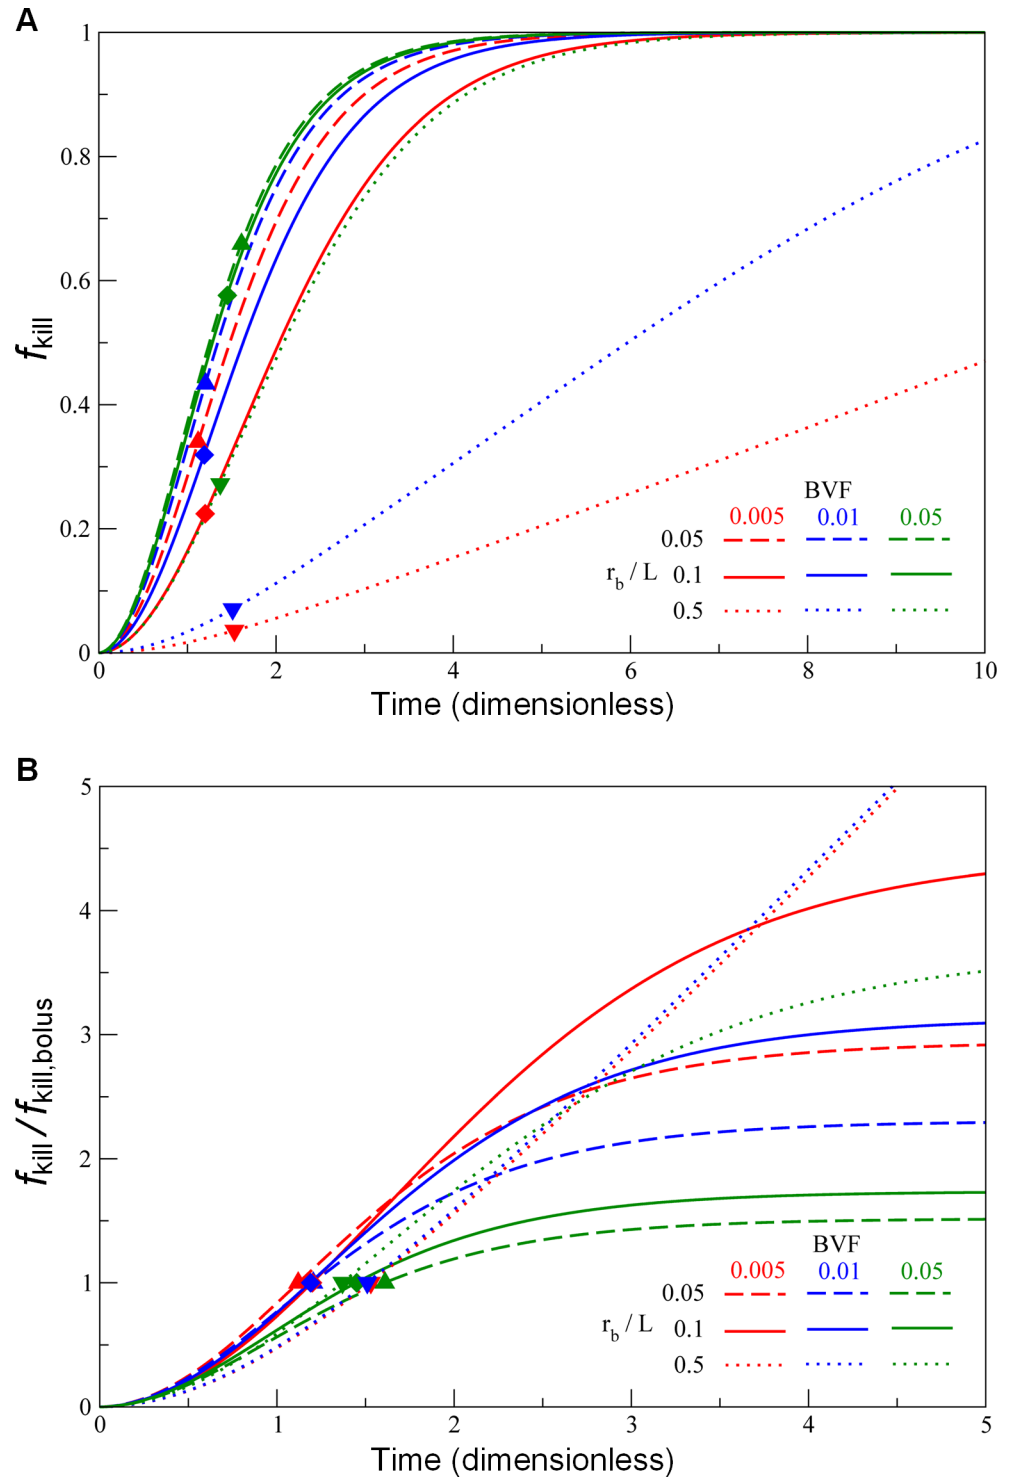 A
1
0.8
0.6
0.4
0.2
0
f kill
0 2 4 6 8 10
Time (dimensionless)
BVF
0.005 0.01 0.05
0.05
r_b / L 0.1
0.5
B
5
4
3
2
1
0
f kill / f kill,bolus
0 1 2 3 4 5
Time (dimensionless)
BVF
0.005 0.01 0.05
0.05
r_b / L 0.1
0.5